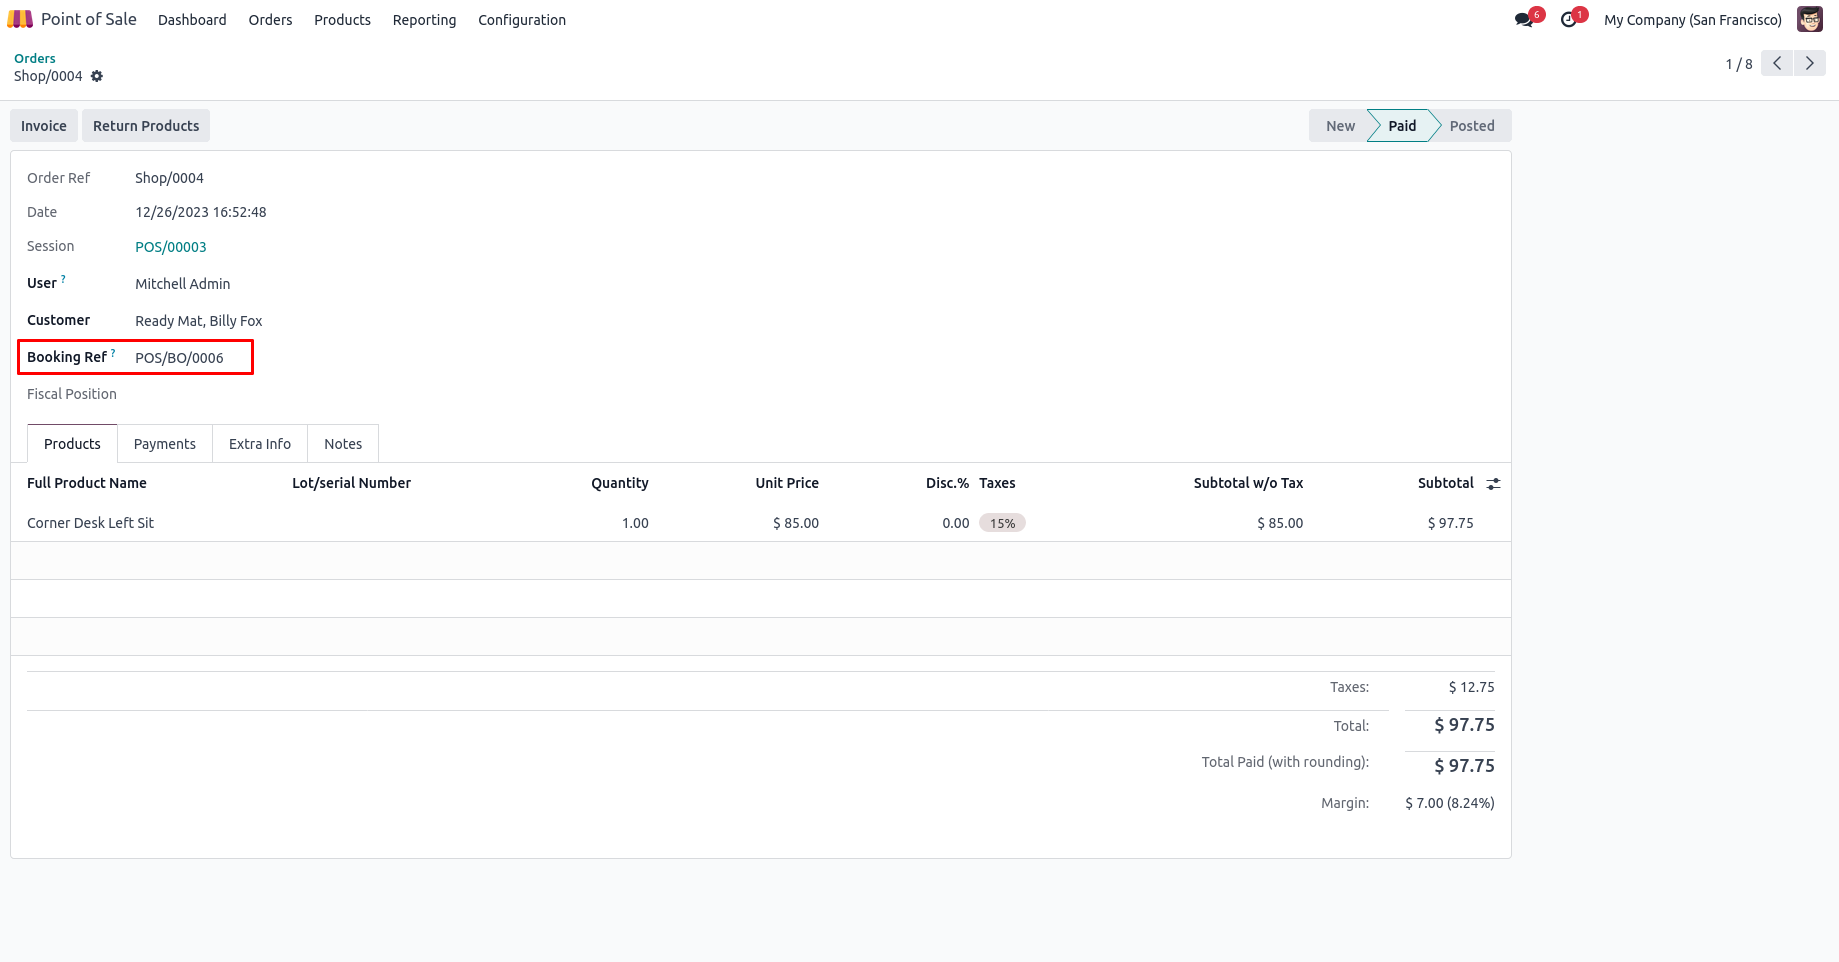 Point of Sale Dashboard Orders Products Reporting Configuration 6 1 My Company (San Francisco)
Orders
Shop/0004 1 / 8
Invoice Return Products New Paid Posted
Order Ref Shop/0004
Date 12/26/2023 16:52:48
Session POS/00003
User ? Mitchell Admin
Customer Ready Mat, Billy Fox
Booking Ref ? POS/BO/0006
Fiscal Position
Products Payments Extra Info Notes
Full Product Name Lot/serial Number Quantity Unit Price Disc.% Taxes Subtotal w/o Tax Subtotal
Corner Desk Left Sit 1.00 $ 85.00 0.00 15% $ 85.00 $ 97.75
Taxes: $ 12.75
Total: $ 97.75
Total Paid (with rounding): $ 97.75
Margin: $ 7.00 (8.24%)